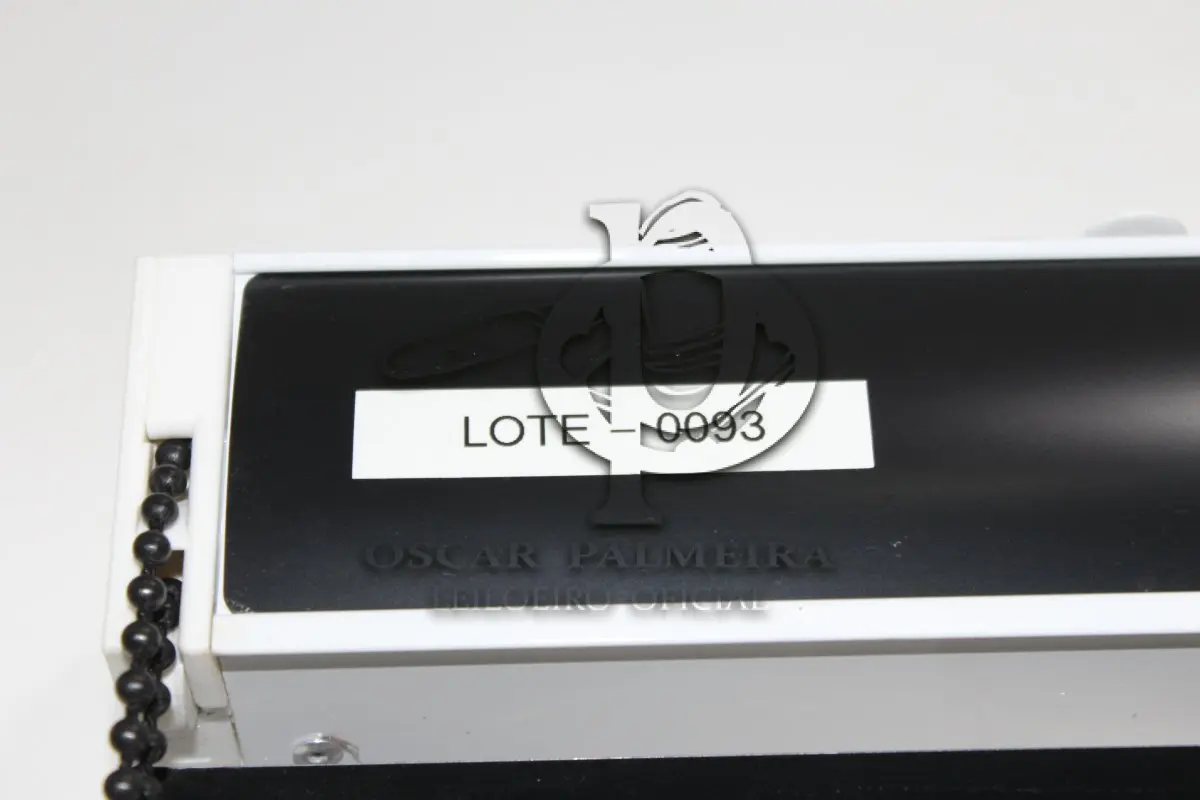 LOTE – 0093
OSCAR PALMEIRA
LEILOEIRO OFICIAL